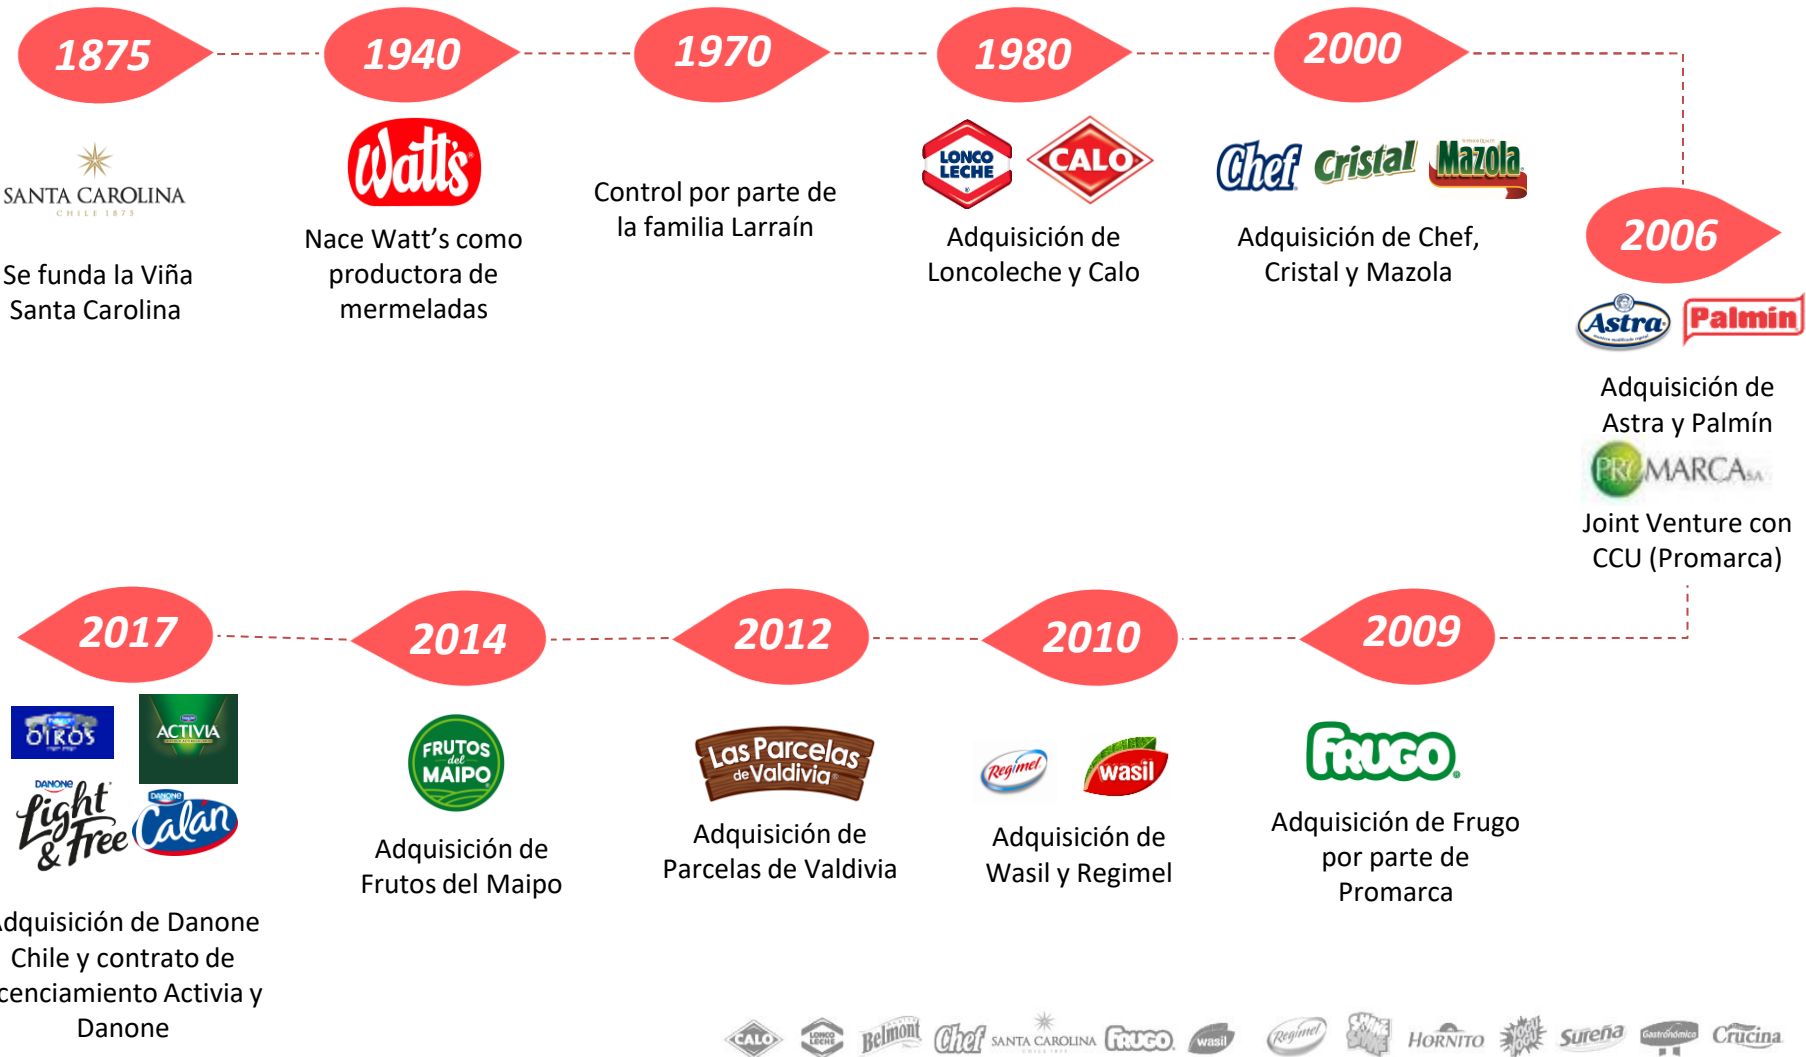 1875
SANTA CAROLINA
CHILE 1875
Se funda la Viña
Santa Carolina
1940
Watt's
Nace Watt’s como
productora de
mermeladas
1970
Control por parte de
la familia Larraín
1980
LONCO
LECHE
CALO
Adquisición de
Loncoleche y Calo
2000
Chef
Cristal
Mazola
Adquisición de Chef,
Cristal y Mazola
2006
Astra
Palmin
Adquisición de
Astra y Palmín
PROMARCA S.A.
Joint Venture con
CCU (Promarca)
2009
FRUGO
Adquisición de Frugo
por parte de
Promarca
2010
Regimel
wasil
Adquisición de
Wasil y Regimel
2012
Las Parcelas
de Valdivia
Adquisición de
Parcelas de Valdivia
2014
FRUTOS
del
MAIPO
Adquisición de
Frutos del Maipo
2017
OIKOS
ACTIVIA
DANONE
Light
& Free
DANONE
Calán
dquisición de Danone
Chile y contrato de
cenciamiento Activia y
Danone
CALO
LONCO
LECHE
Belmont
Chef
SANTA CAROLINA
FRUGO
wasil
Regimel
SHAKE
SHAKE
HORNITO
YOGU
YOGU
Sureña
Gastronómico
Crucina